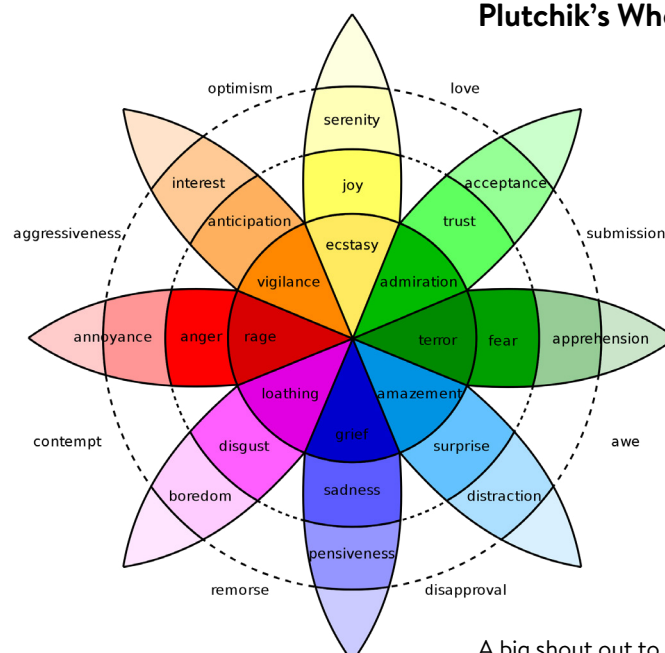 Plutchik's Whe
optimism
love
serenity
interest
acceptance
joy
anticipation
trust
aggressiveness
submission
ecstasy
vigilance
admiration
annoyance
anger
rage
terror
fear
apprehension
loathing
amazement
contempt
disgust
grief
surprise
awe
boredom
sadness
distraction
pensiveness
remorse
disapproval
A big shout out to